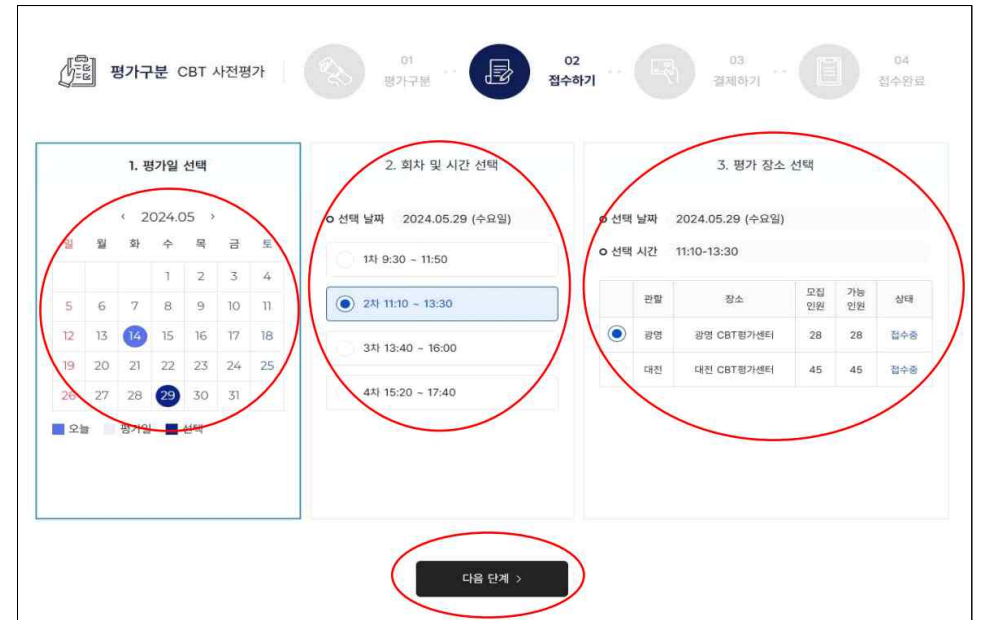 평가구분 CBT 사전평가
01
평가구분
02
접수하기
03
결제하기
04
접수완료
1. 평가일 선택
‹ 2024.05 ›
일 월 화 수 목 금 토
1 2 3 4
5 6 7 8 9 10 11
12 13 14 15 16 17 18
19 20 21 22 23 24 25
26 27 28 29 30 31
오늘 평가일 선택
2. 회차 및 시간 선택
선택 날짜 2024.05.29 (수요일)
1차 9:30 ~ 11:50
2차 11:10 ~ 13:30
3차 13:40 ~ 16:00
4차 15:20 ~ 17:40
3. 평가 장소 선택
선택 날짜 2024.05.29 (수요일)
선택 시간 11:10-13:30
관할 장소 모집 인원 가능 인원 상태
광명 광명 CBT평가센터 28 28 접수중
대전 대전 CBT평가센터 45 45 접수중
다음 단계 ›